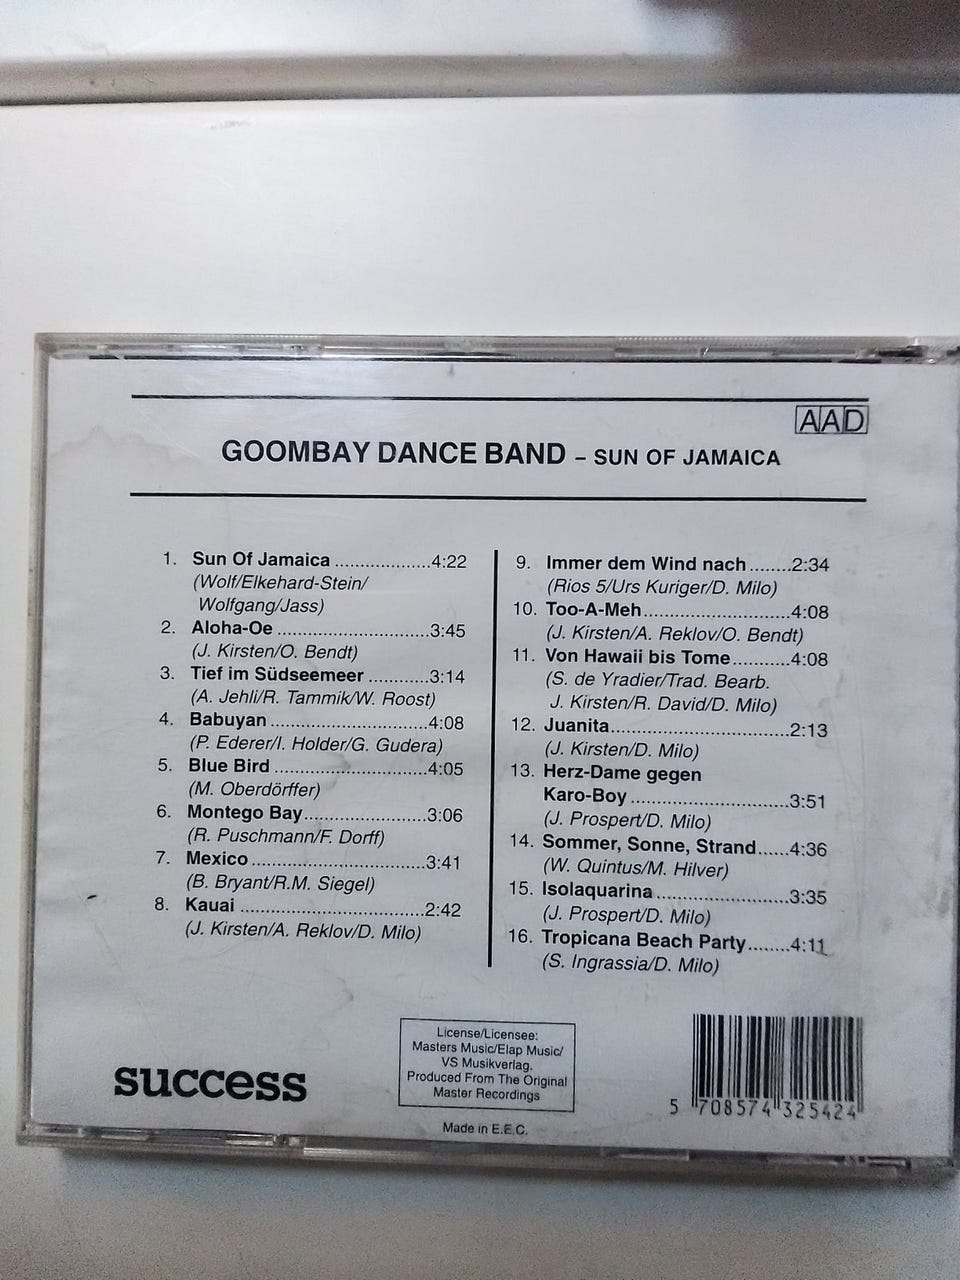 AAD
GOOMBAY DANCE BAND – SUN OF JAMAICA
1. Sun Of Jamaica ..................4:22
(Wolf/Elkehard-Stein/
Wolfgang/Jass)
2. Aloha-Oe ............................3:45
(J. Kirsten/O. Bendt)
3. Tief im Südseemeer ...........3:14
(A. Jehli/R. Tammik/W. Roost)
4. Babuyan .............................4:08
(P. Ederer/I. Holder/G. Gudera)
5. Blue Bird ............................4:05
(M. Oberdörffer)
6. Montego Bay.......................3:06
(R. Puschmann/F. Dorff)
7. Mexico ................................3:41
(B. Bryant/R.M. Siegel)
8. Kauai ..................................2:42
(J. Kirsten/A. Reklov/D. Milo)
9. Immer dem Wind nach ........2:34
(Rios 5/Urs Kuriger/D. Milo)
10. Too-A-Meh...........................4:08
(J. Kirsten/A. Reklov/O. Bendt)
11. Von Hawaii bis Tome ..........4:08
(S. de Yradier/Trad. Bearb.
J. Kirsten/R. David/D. Milo)
12. Juanita.................................2:13
(J. Kirsten/D. Milo)
13. Herz-Dame gegen
Karo-Boy .............................3:51
(J. Prospert/D. Milo)
14. Sommer, Sonne, Strand......4:36
(W. Quintus/M. Hilver)
15. Isolaquarina ........................3:35
(J. Prospert/D. Milo)
16. Tropicana Beach Party........4:11
(S. Ingrassia/D. Milo)
success
License/Licensee:
Masters Music/Elap Music/
VS Musikverlag.
Produced From The Original
Master Recordings
Made in E.E.C.
5 708574 325424